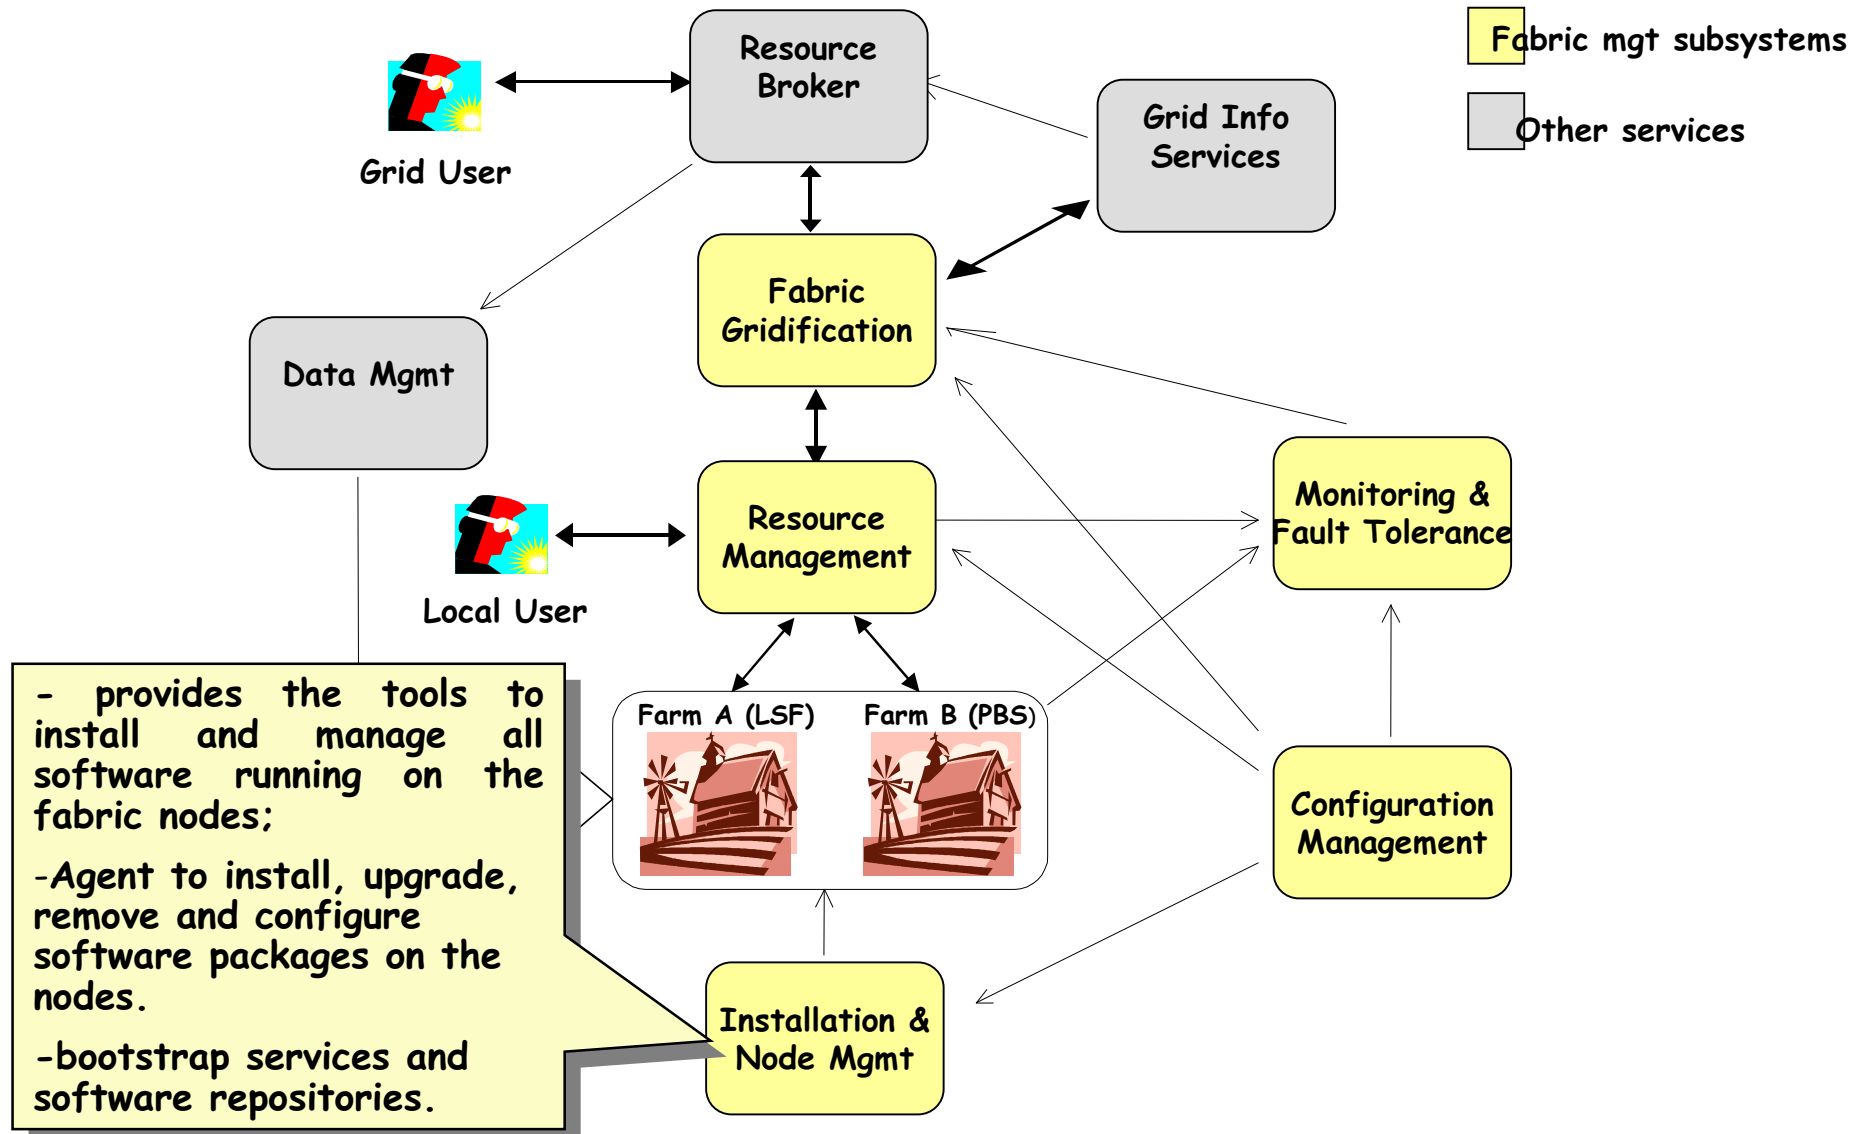 Resource
Broker
Fabric mgt subsystems
Grid Info
Services
Other services
Grid User
Fabric
Gridification
Data Mgmt
Monitoring &
Fault Tolerance
Resource
Management
Local User
- provides the tools to
install and manage all
software running on the
fabric nodes;
-Agent to install, upgrade,
remove and configure
software packages on the
nodes.
-bootstrap services and
software repositories.
Farm A (LSF)
Farm B (PBS)
Configuration
Management
Installation &
Node Mgmt